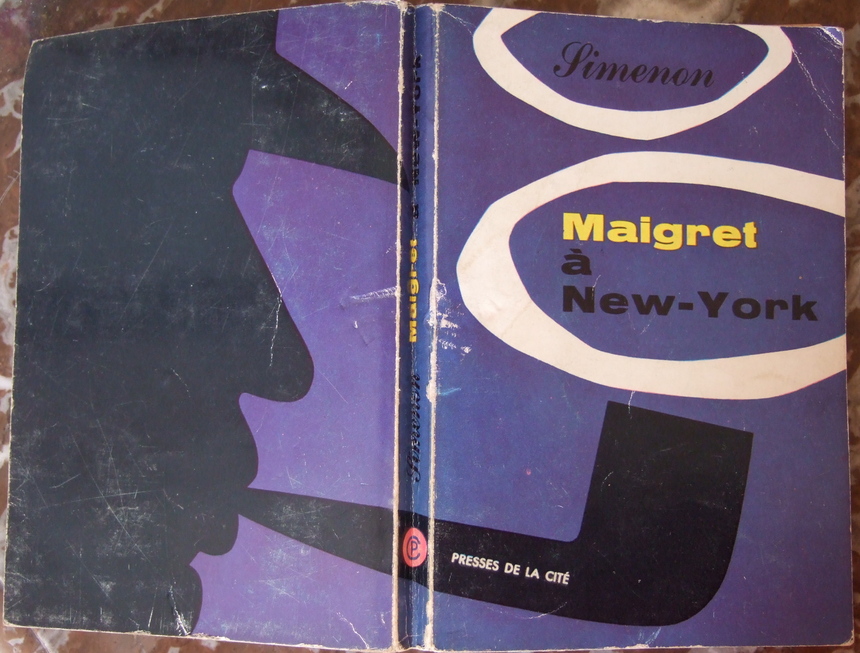 Simenon
Maigret
à
New-York
PRESSES DE LA CITÉ
Simenon Maigret à NEW-YORK